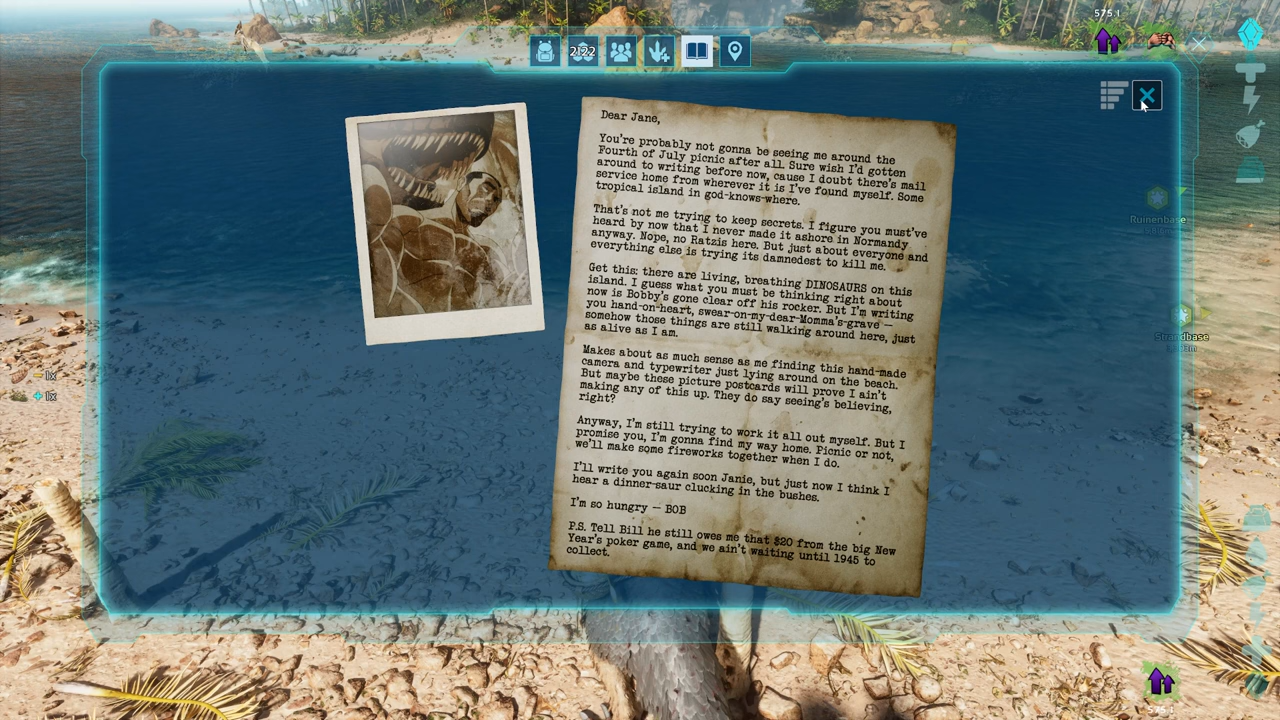 575.1
2122
Dear Jane,
You're probably not gonna be seeing me around the
Fourth of July picnic after all. Sure wish I'd gotten
around to writing before now, cause I doubt there's mail
service home from wherever it is I've found myself. Some
tropical island in god-knows-where.
That's not me trying to keep secrets. I figure you must've
heard by now that I never made it ashore in Normandy
anyway. Nope, no Ratzis here. But just about everyone and
everything else is trying its damnedest to kill me.
Get this: there are living, breathing DINOSAURS on this
island. I guess what you must be thinking right about
now is Bobby's gone clear off his rocker. But I'm writing
you hand-on-heart, swear-on-my-dear-Momma's-grave —
somehow those things are still walking around here, just
as alive as I am.
Makes about as much sense as me finding this hand-made
camera and typewriter just lying around on the beach.
But maybe these picture postcards will prove I ain't
making any of this up. They do say seeing's believing,
right?
Anyway, I'm still trying to work it all out myself. But I
promise you, I'm gonna find my way home. Picnic or not,
we'll make some fireworks together when I do.
I'll write you again soon Janie, but just now I think I
hear a dinner-saur clucking in the bushes.
I'm so hungry — BOB
P.S. Tell Bill he still owes me that $20 from the big New
Year's poker game, and we ain't waiting until 1945 to
collect.
Ruinenbase
Strandbase
- 1x
+ 1x
575.1